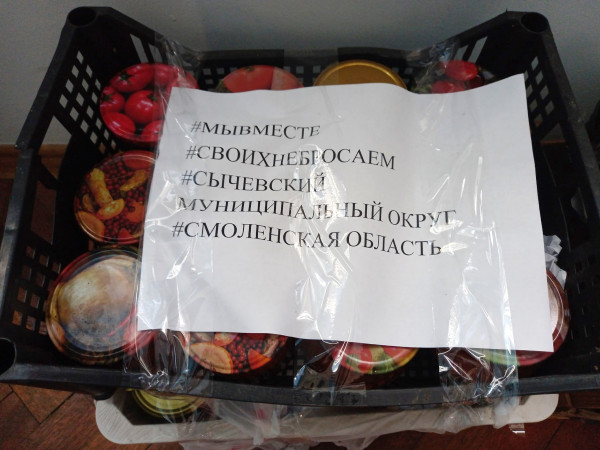 #МЫВМЕСТЕ
#СВОИХНЕБРОСАЕМ
#СЫЧЕВСКИЙ
МУНИЦИПАЛЬНЫЙ ОКРУГ
#СМОЛЕНСКАЯ ОБЛАСТЬ